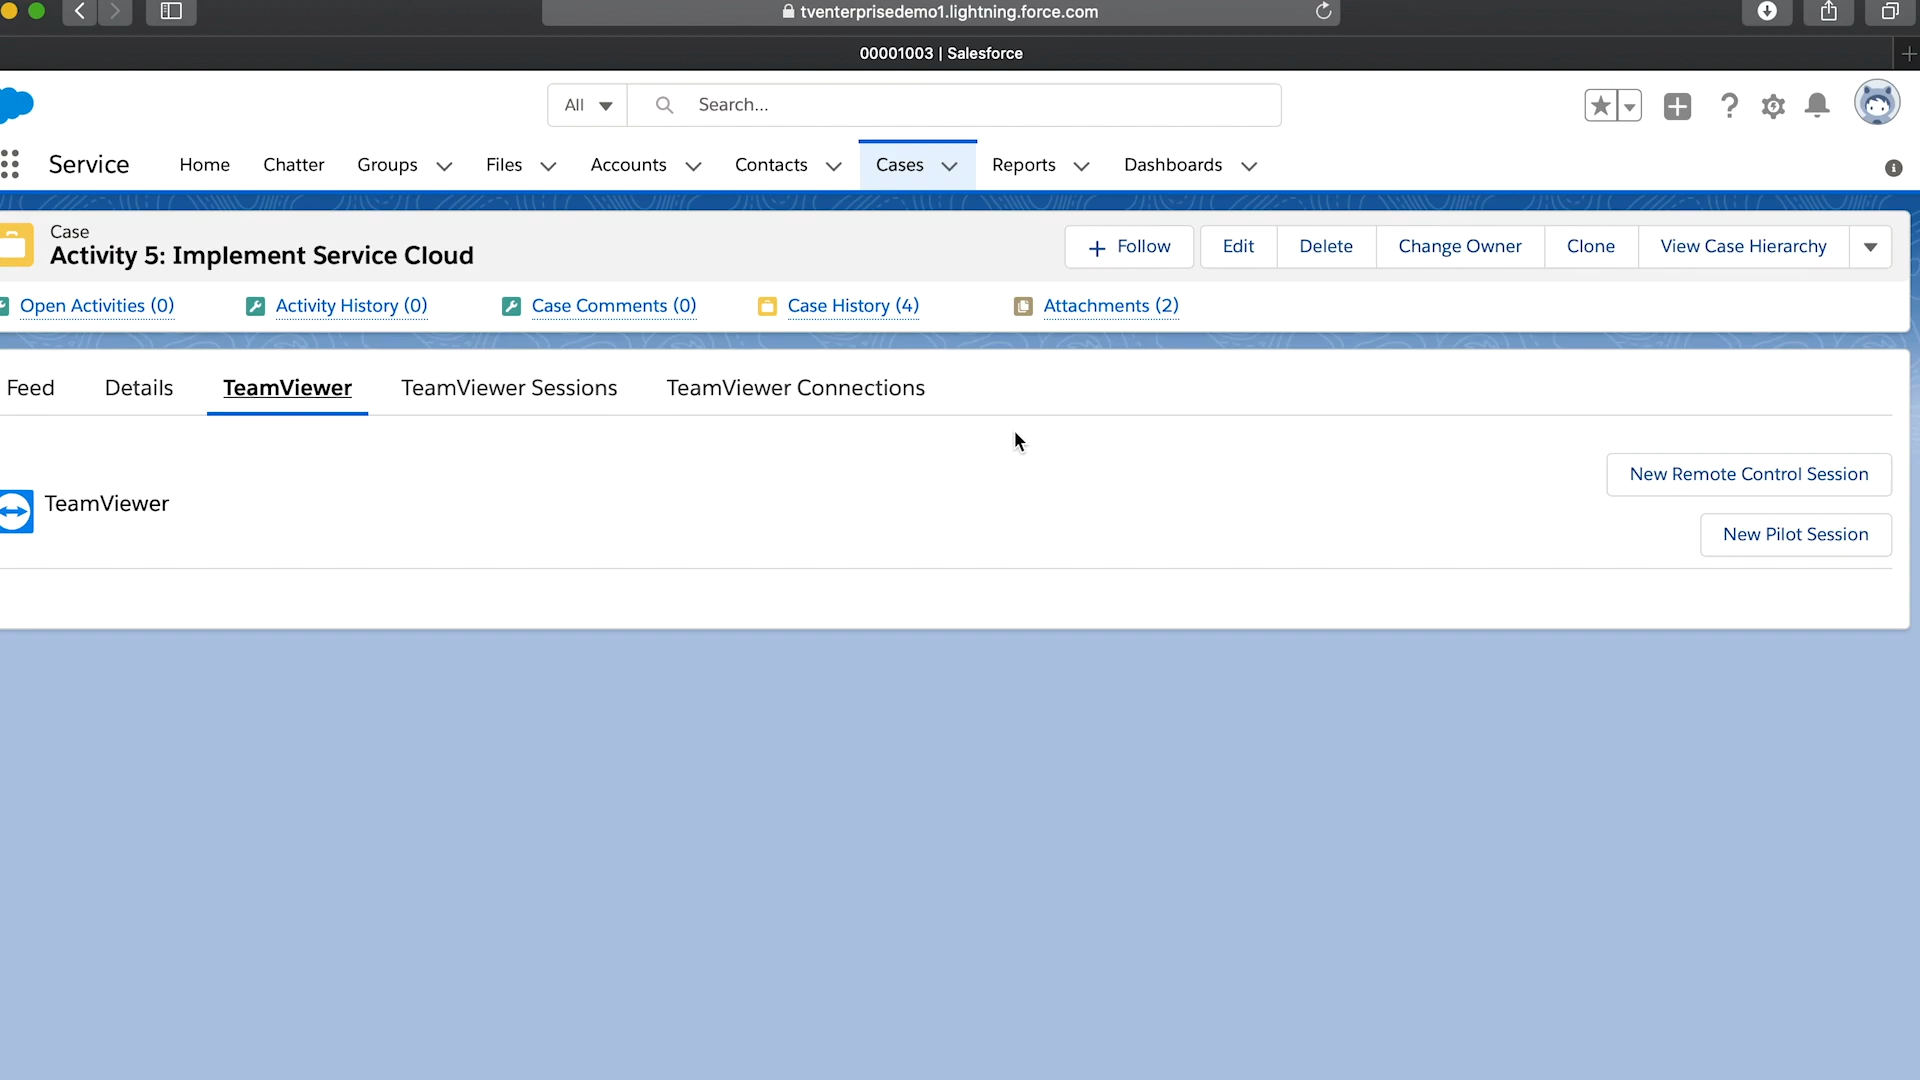 tventerprisedemo1.lightning.force.com
00001003 | Salesforce
All Search...
Service Home Chatter Groups Files Accounts Contacts Cases Reports Dashboards
Case
Activity 5: Implement Service Cloud
Follow Edit Delete Change Owner Clone View Case Hierarchy
Open Activities (0) Activity History (0) Case Comments (0) Case History (4) Attachments (2)
Feed Details TeamViewer TeamViewer Sessions TeamViewer Connections
New Remote Control Session
TeamViewer
New Pilot Session